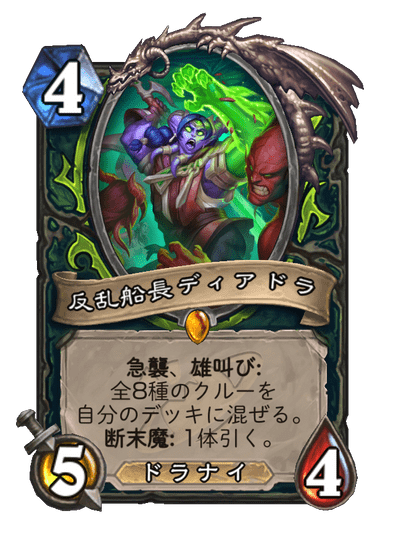 4
反乱船長ディアドラ
急襲、雄叫び:
全8種のクルーを
自分のデッキに混ぜる。
断末魔: 1体引く。
5
ドラナイ
4